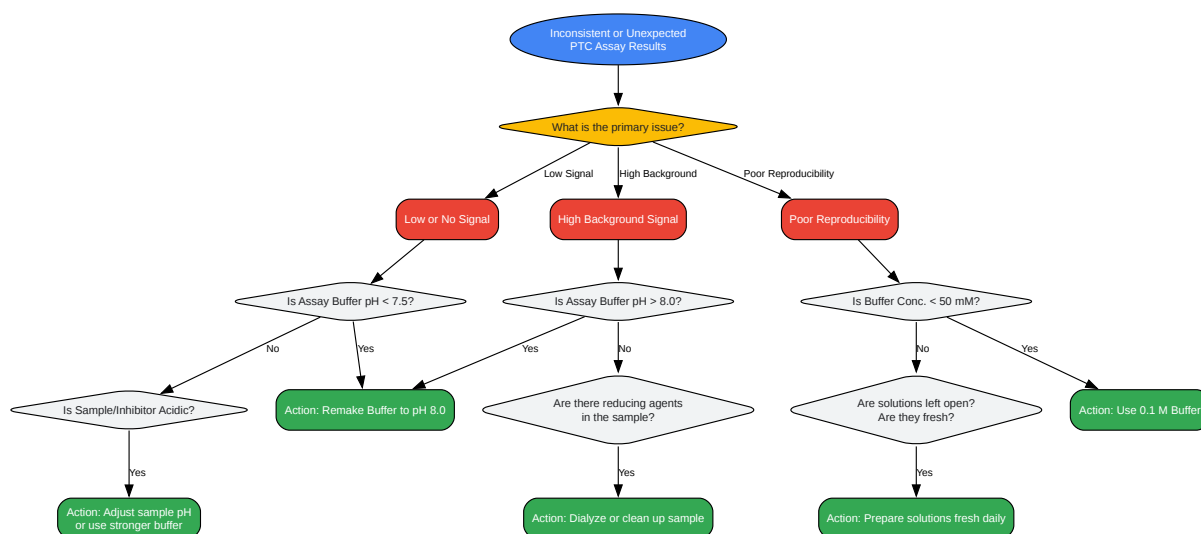 Inconsistent or Unexpected
PTC Assay Results
What is the primary issue?
Low Signal
High Background
Poor Reproducibility
Low or No Signal
High Background Signal
Poor Reproducibility
Is Assay Buffer pH < 7.5?
Is Assay Buffer pH > 8.0?
Is Buffer Conc. < 50 mM?
No
Yes
Yes
No
No
Yes
Is Sample/Inhibitor Acidic?
Action: Remake Buffer to pH 8.0
Are there reducing agents
in the sample?
Are solutions left open?
Are they fresh?
Action: Use 0.1 M Buffer
Yes
Yes
Yes
Action: Adjust sample pH
or use stronger buffer
Action: Dialyze or clean up sample
Action: Prepare solutions fresh daily